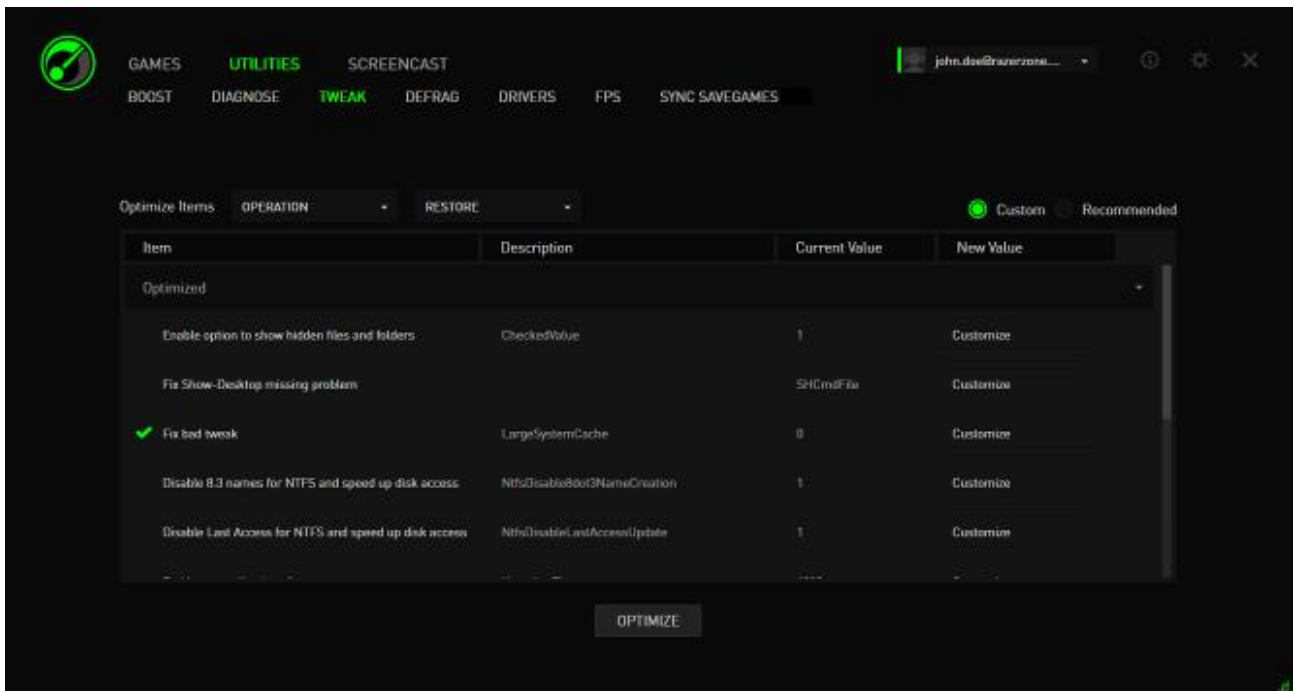 GAMES UTILITIES SCREENCAST john.doe@razerzone....
BOOST DIAGNOSE TWEAK DEFRAG DRIVERS FPS SYNC SAVEGAMES
Optimize Items OPERATION RESTORE Custom Recommended
Item Description Current Value New Value
Optimized
Enable option to show hidden files and folders CheckedValue 1 Customize
Fix Show-Desktop missing problem SHCmdFile Customize
Fix bad tweak LargeSystemCache 0 Customize
Disable 8.3 names for NTFS and speed up disk access NtfsDisable8dot3NameCreation 1 Customize
Disable Last Access for NTFS and speed up disk access NtfsDisableLastAccessUpdate 1 Customize
OPTIMIZE